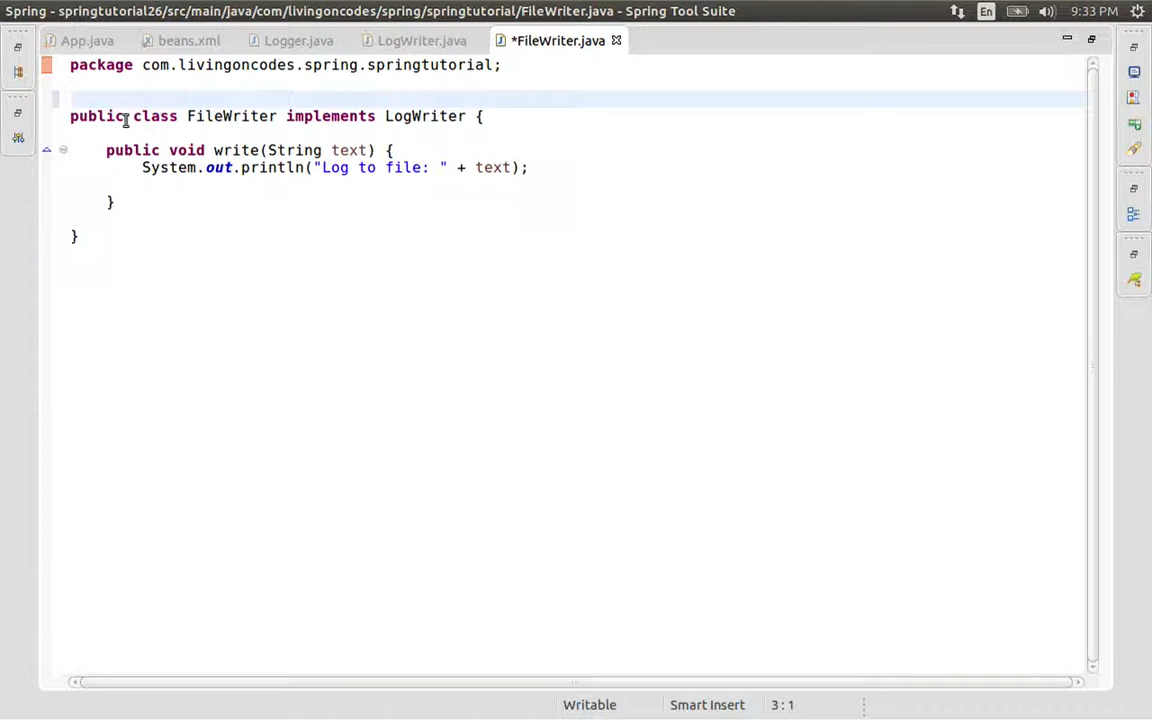 Spring - springtutorial26/src/main/java/com/livingoncodes/spring/springtutorial/FileWriter.java - Spring Tool Suite
En
9:33 PM
App.java
beans.xml
Logger.java
LogWriter.java
*FileWriter.java
package com.livingoncodes.spring.springtutorial;
public class FileWriter implements LogWriter {
public void write(String text) {
System.out.println("Log to file: " + text);
}
}
Writable
Smart Insert
3 : 1